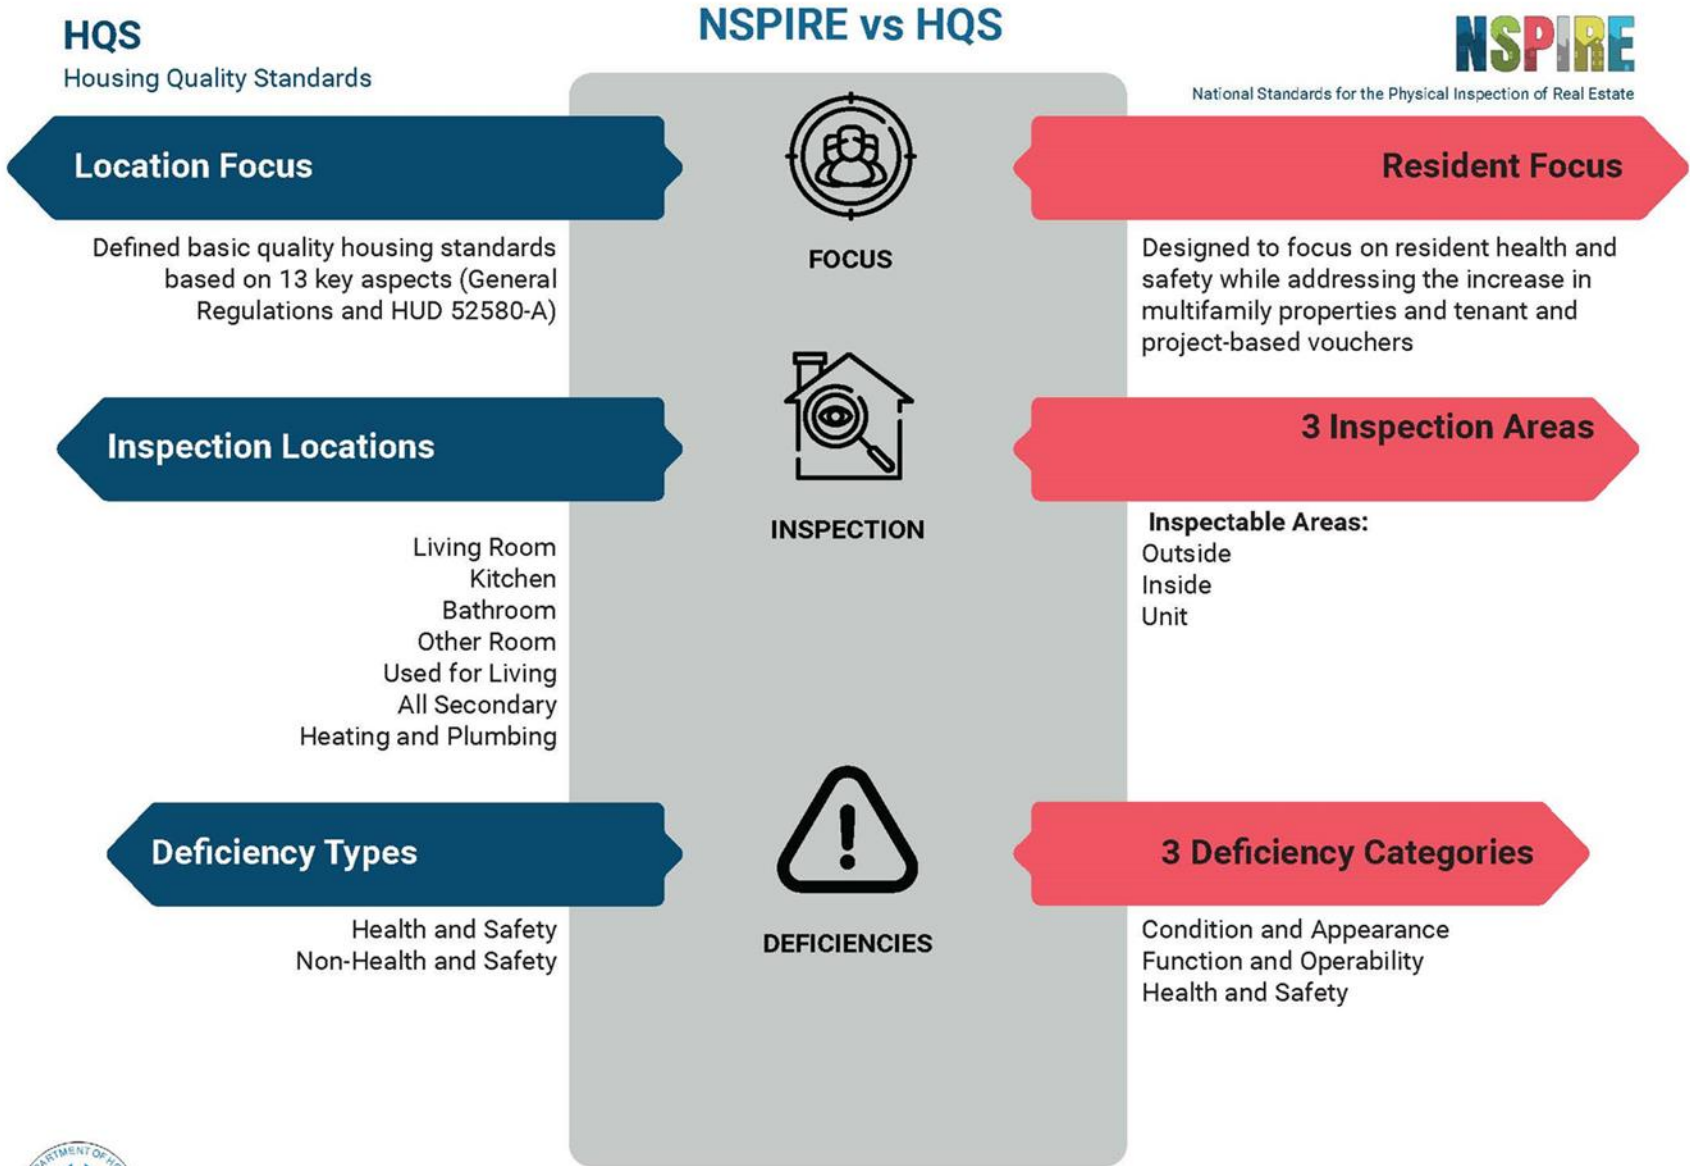 NSPIRE vs HQS
HQS
Housing Quality Standards
NSPIRE
National Standards for the Physical Inspection of Real Estate
Location Focus
Defined basic quality housing standards
based on 13 key aspects (General
Regulations and HUD 52580-A)
FOCUS
Resident Focus
Designed to focus on resident health and
safety while addressing the increase in
multifamily properties and tenant and
project-based vouchers
Inspection Locations
Living Room
Kitchen
Bathroom
Other Room
Used for Living
All Secondary
Heating and Plumbing
INSPECTION
3 Inspection Areas
Inspectable Areas:
Outside
Inside
Unit
Deficiency Types
Health and Safety
Non-Health and Safety
DEFICIENCIES
3 Deficiency Categories
Condition and Appearance
Function and Operability
Health and Safety